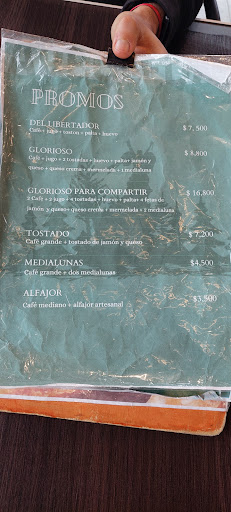 PROMOS
DEL LIBERTADOR
Café + jugo + toston + palta + huevo
$ 7, 500
GLORIOSO
$ 8,800
Café + jugo + 2 tostadas + huevo + palta+ jamón y
queso + queso crema + mermelada + 1 medialuna
GLORIOSO PARA COMPARTIR
$ 16,800
2 Café + 2 jugo + 4 tostadas + huevo + palta+ 4 fetas de
jamón y queso+ queso crema + mermelada + 2 medialuna
TOSTADO
$ 7,200
Café grande + tostado de jamón y queso
MEDIALUNAS
$4,500
Café grande + dos medialunas
ALFAJOR
$3,500
Café mediano + alfajor artesanal